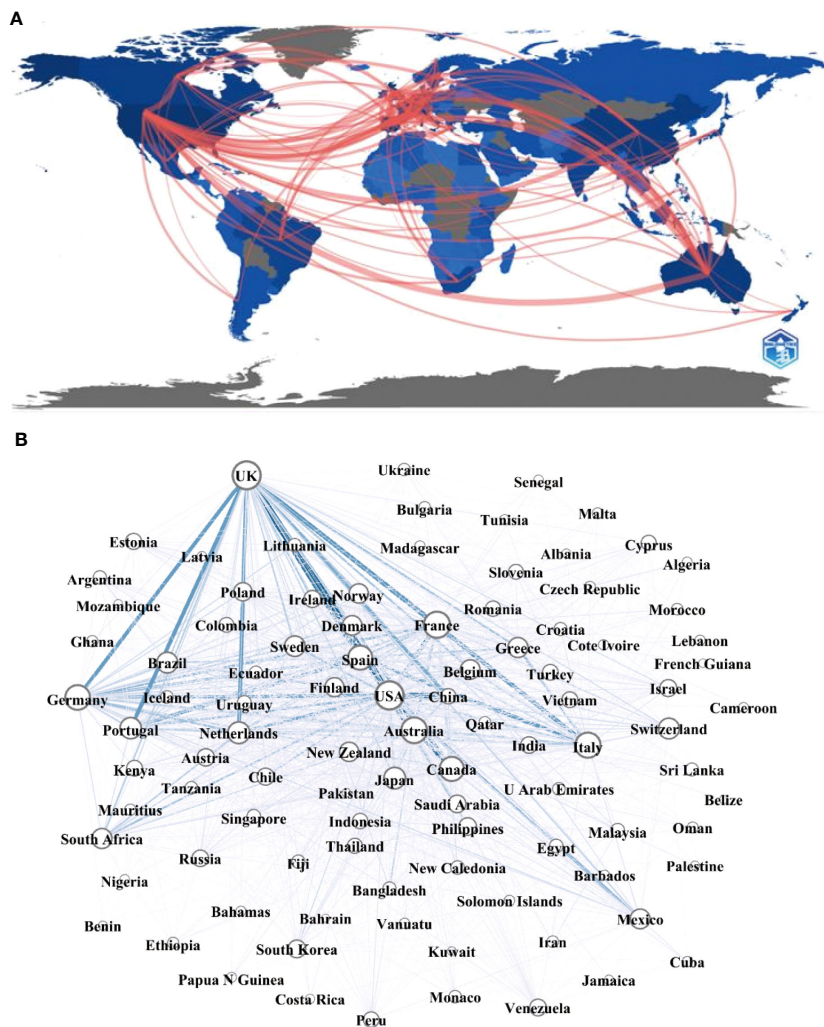 A
B
UK
Ukraine
Senegal
Bulgaria
Tunisia
Malta
Estonia
Latvia
Lithuania
Madagascar
Albania
Cyprus
Algeria
Argentina
Slovenia
Czech Republic
Mozambique
Poland
Ireland
Norway
Romania
Morocco
Ghana
Colombia
Denmark
France
Croatia
Cote Ivoire
Lebanon
Brazil
Sweden
Spain
Greece
French Guiana
Ecuador
Belgium
Turkey
Germany
Iceland
Uruguay
Finland
USA
China
Vietnam
Israel
Cameroon
Portugal
Netherlands
Australia
Qatar
Switzerland
Austria
New Zealand
India
Italy
Kenya
Tanzania
Chile
Japan
Canada
Sri Lanka
Pakistan
U Arab Emirates
Belize
Mauritius
Singapore
Indonesia
Saudi Arabia
Philippines
Malaysia
Oman
South Africa
Russia
Fiji
Thailand
Egypt
Palestine
Nigeria
New Caledonia
Barbados
Bangladesh
Solomon Islands
Benin
Bahamas
Bahrain
Vanuatu
Mexico
Ethiopia
South Korea
Kuwait
Iran
Cuba
Papua N Guinea
Jamaica
Costa Rica
Monaco
Venezuela
Peru